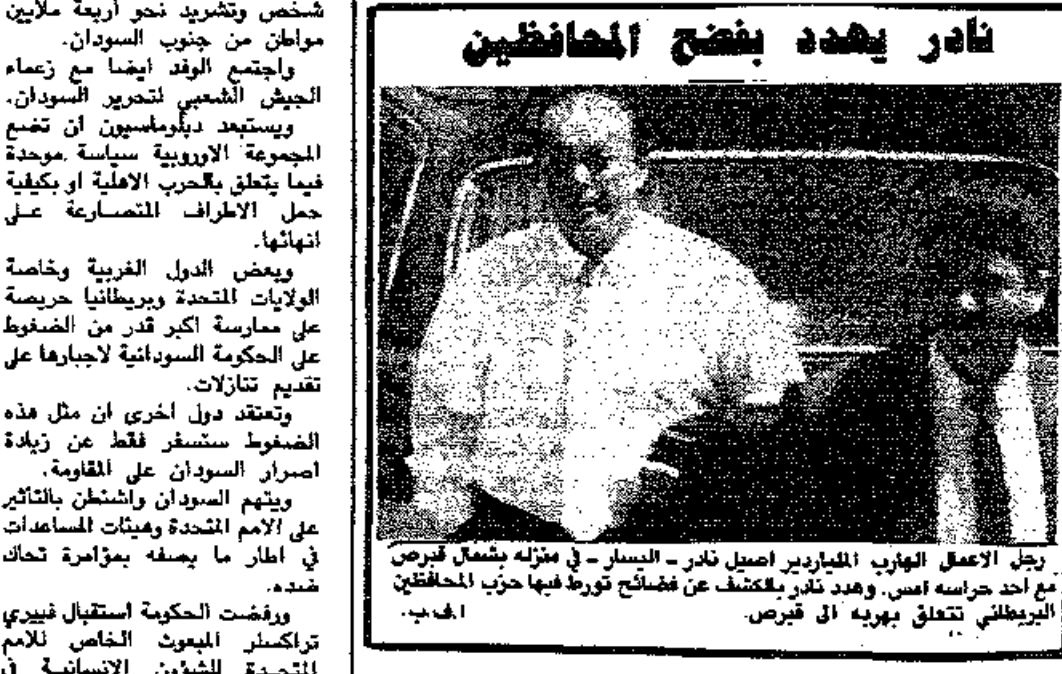 نادر يهدد بفضح المحافظين
رجل الاعمال الهارب الملياردير اصيل نادر ـ اليسار ـ في منزله بشمال قبرص
مع احد حراسه امس. وهدد نادر بالكشف عن فضائح تورط فيها حزب المحافظين
البريطاني تتعلق بهربه الى قبرص.
ا.ف.ب.
شخص وتشريد نحو أربعة ملايين
مواطن من جنوب السودان.
واجتمع الوفد ايضا مع زعماء
الجيش الشعبي لتحرير السودان.
ويستبعد دبلوماسيون ان تضع
المجموعة الاوروبية سياسة موحدة
فيما يتعلق بالحرب الاهلية او بكيفية
حمل الاطراف المتصارعة على
انهائها.
وبعض الدول الغربية وخاصة
الولايات المتحدة وبريطانيا حريصة
على ممارسة اكبر قدر من الضغوط
على الحكومة السودانية لاجبارها على
تقديم تنازلات.
وتعتقد دول اخرى ان مثل هذه
الضغوط ستسفر فقط عن زيادة
اصرار السودان على المقاومة.
ويتهم السودان واشنطن بالتأثير
على الامم المتحدة وهيئات المساعدات
في اطار ما يصفه بمؤامرة تحاك
ضده.
ورفضت الحكومة استقبال فييري
تراكسلر المبعوث الخاص للامم
المتحدة للشؤون الانسانية في